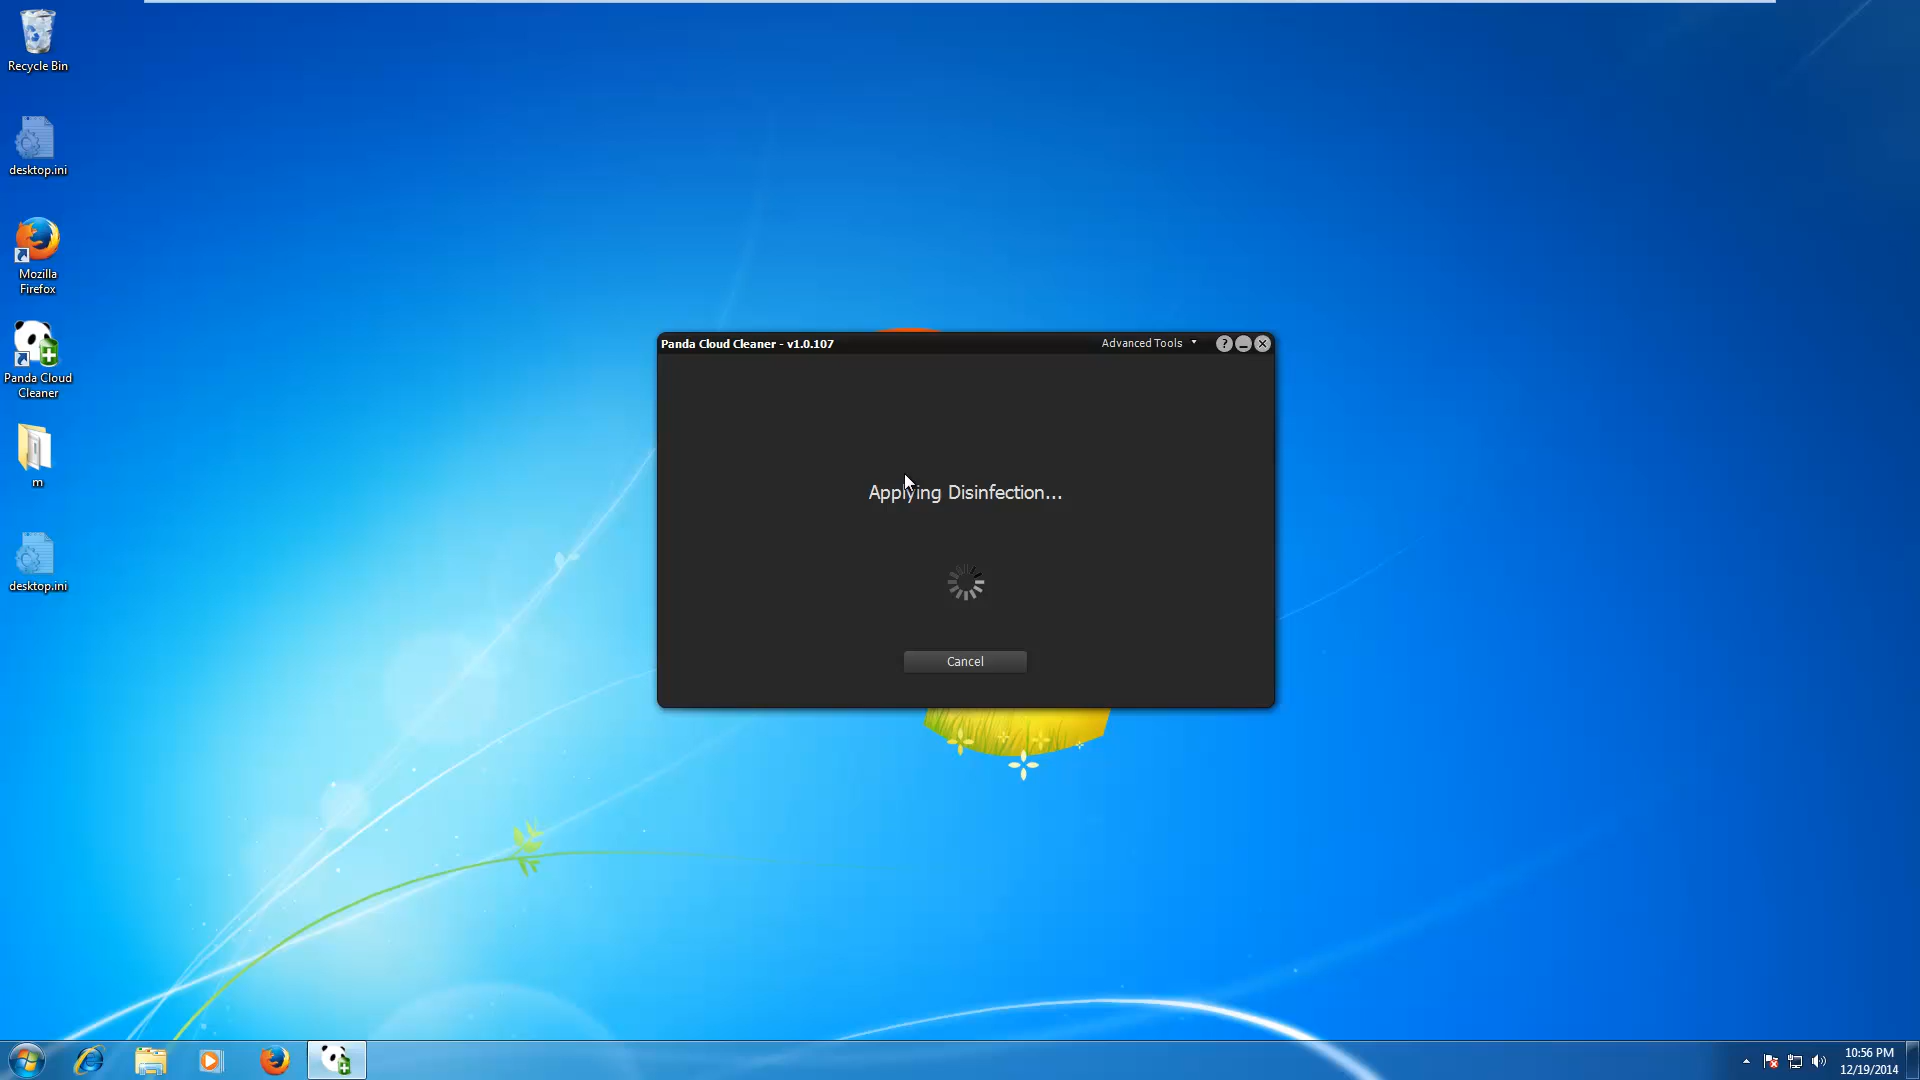 Recycle Bin
desktop.ini
Mozilla
Firefox
Panda Cloud
Cleaner
m
desktop.ini
Panda Cloud Cleaner - v1.0.107
Advanced Tools
?
Applying Disinfection...
Cancel
10:56 PM
12/19/2014